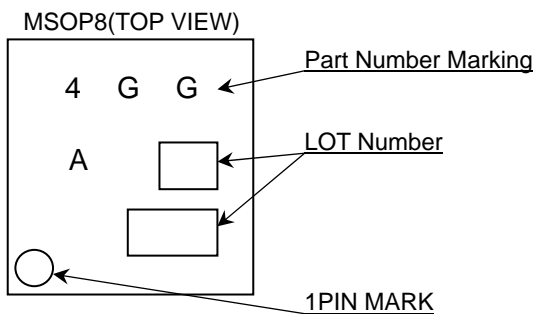 MSOP8(TOP VIEW)
4 G G
Part Number Marking
A
LOT Number
1PIN MARK